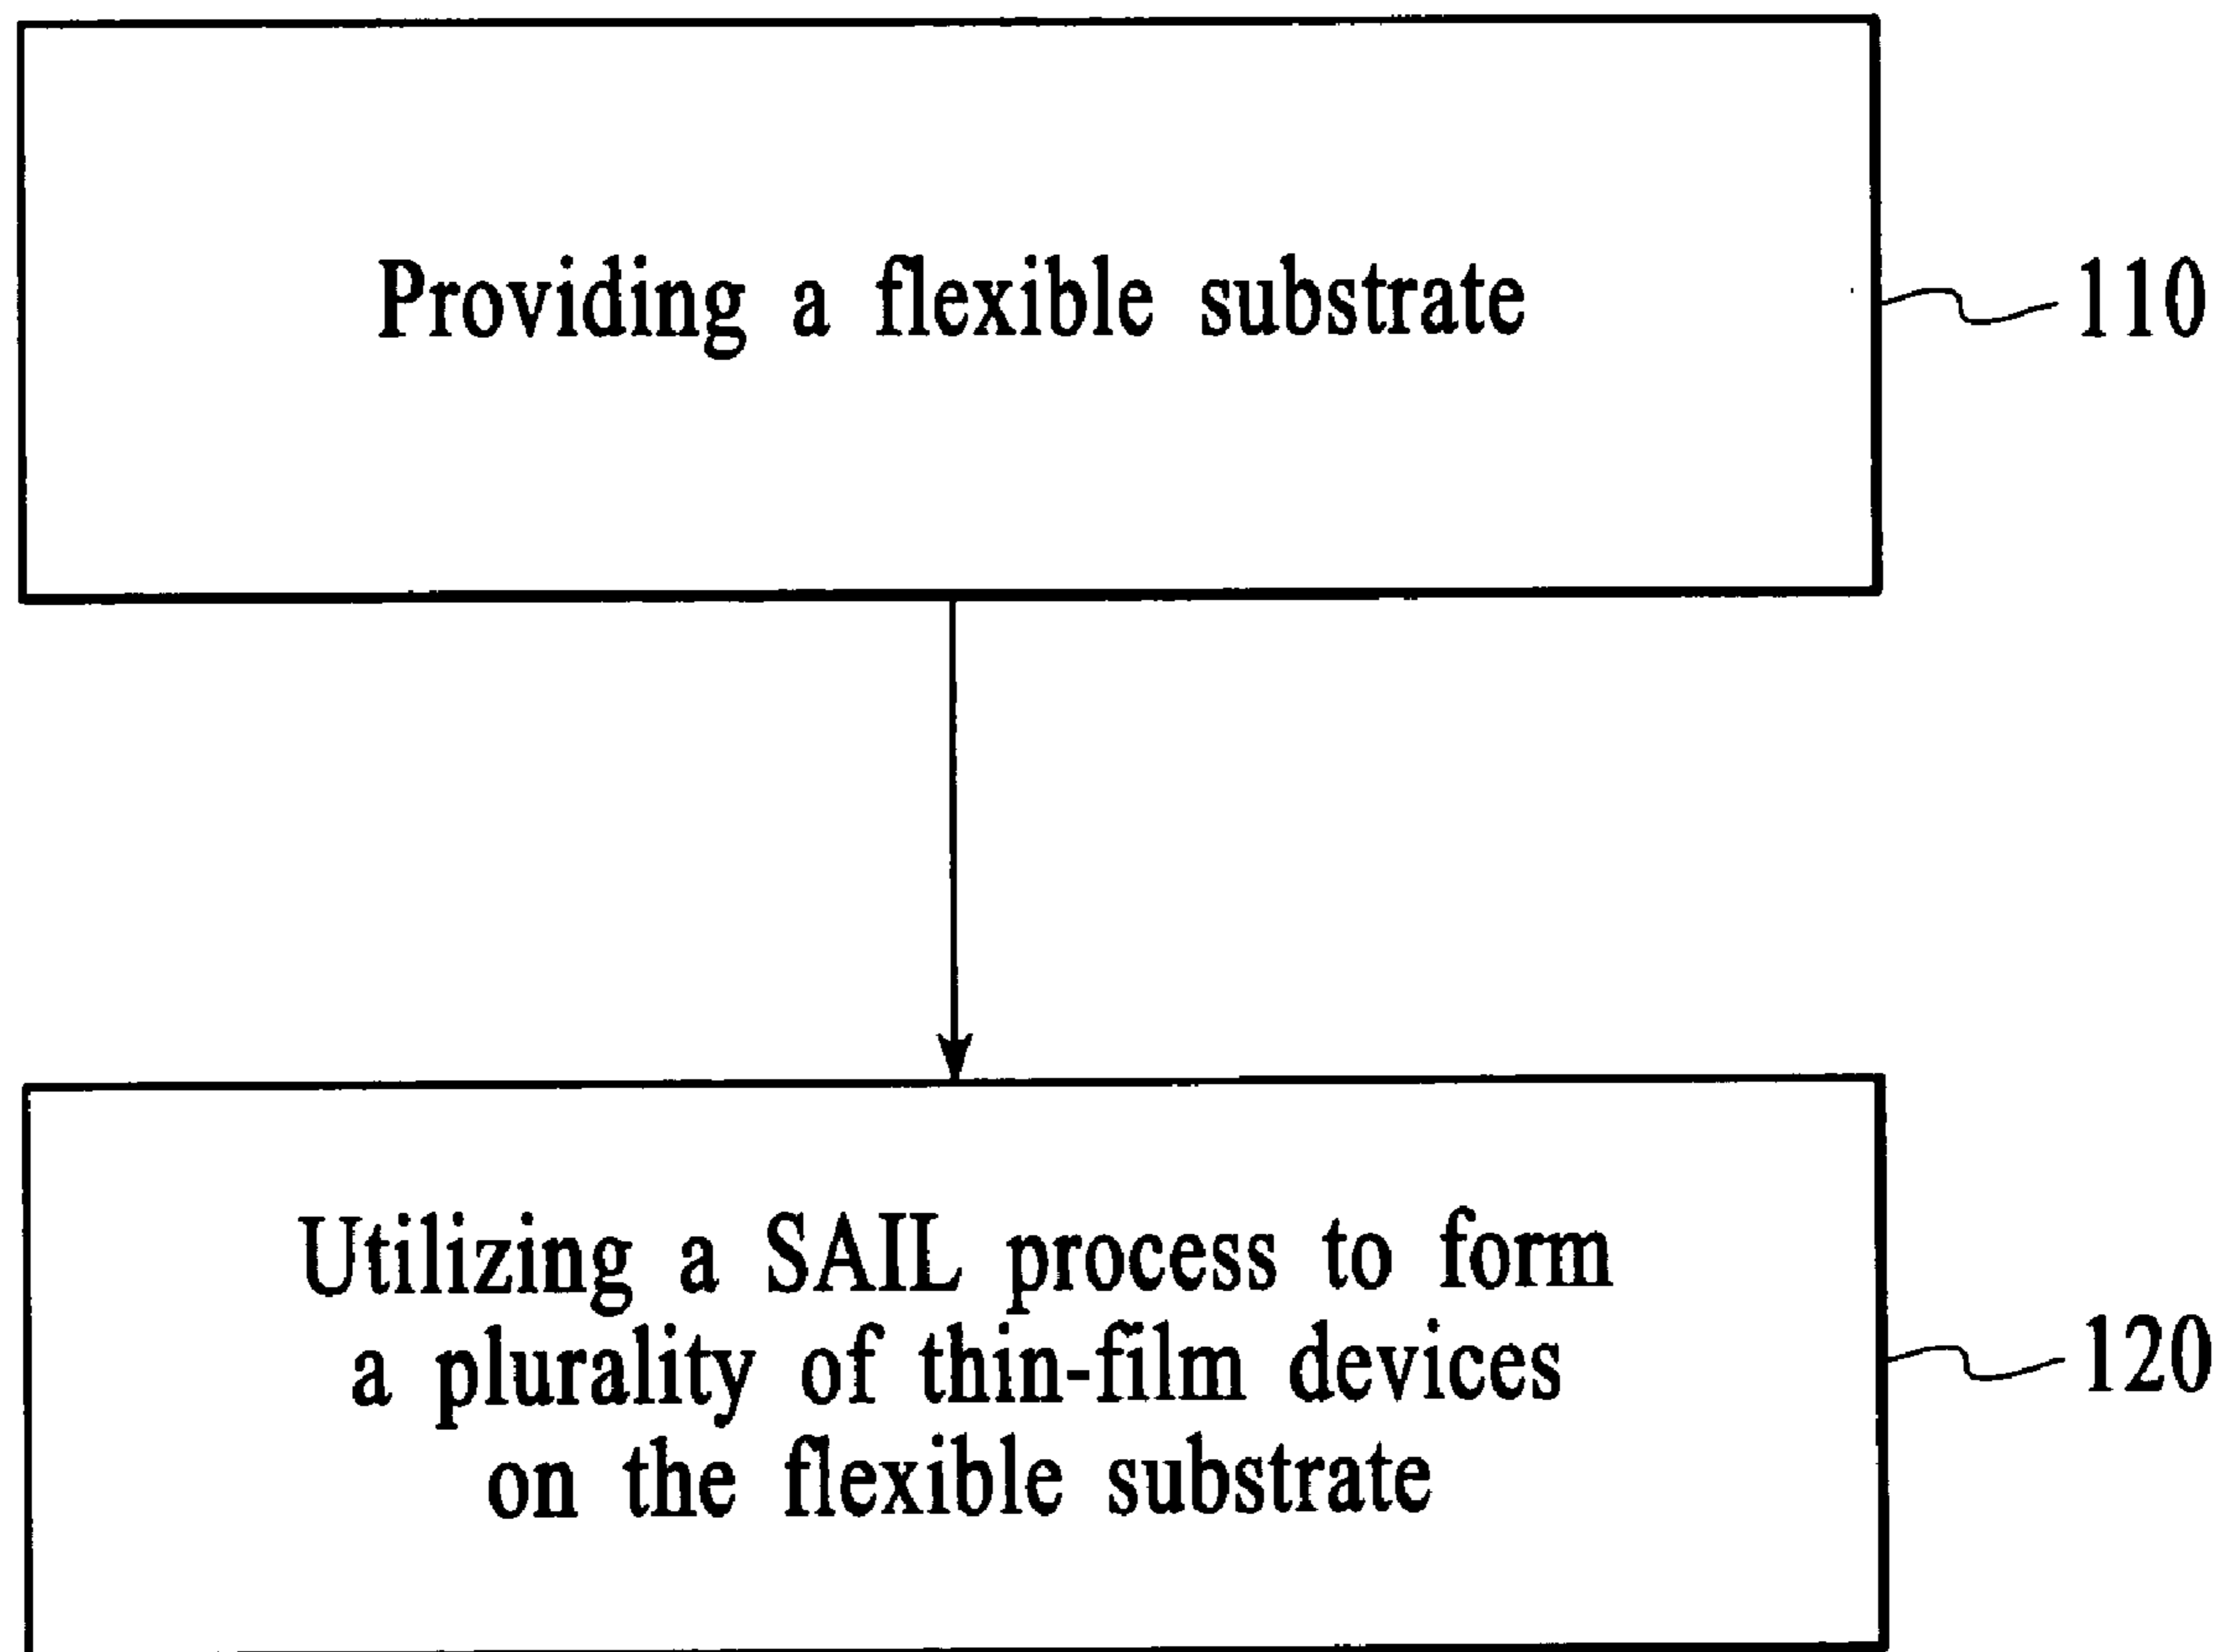 Providing a flexible substrate
110
Utilizing a SAIL process to form
a plurality of thin-film devices
on the flexible substrate
120